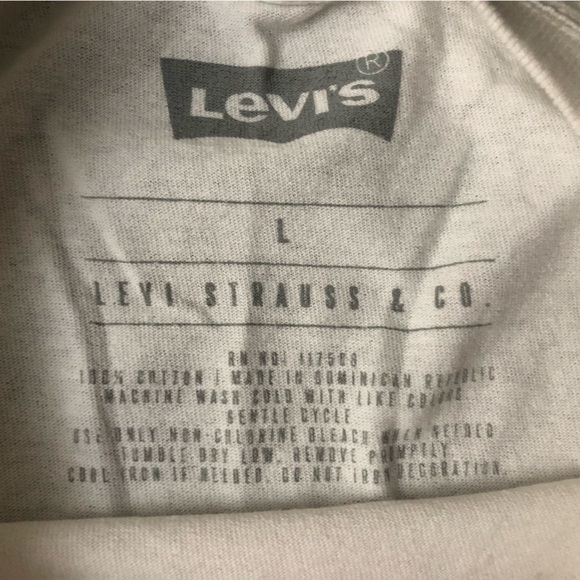 Levi's®
L
LEVI STRAUSS & CO.
RN NO: 117508
100% COTTON | MADE IN DOMINICAN REPUBLIC
MACHINE WASH COLD WITH LIKE COLORS
GENTLE CYCLE
USE ONLY NON-CHLORINE BLEACH WHEN NEEDED
TUMBLE DRY LOW. REMOVE PROMPTLY.
COOL IRON IF NEEDED. DO NOT IRON DECORATION.